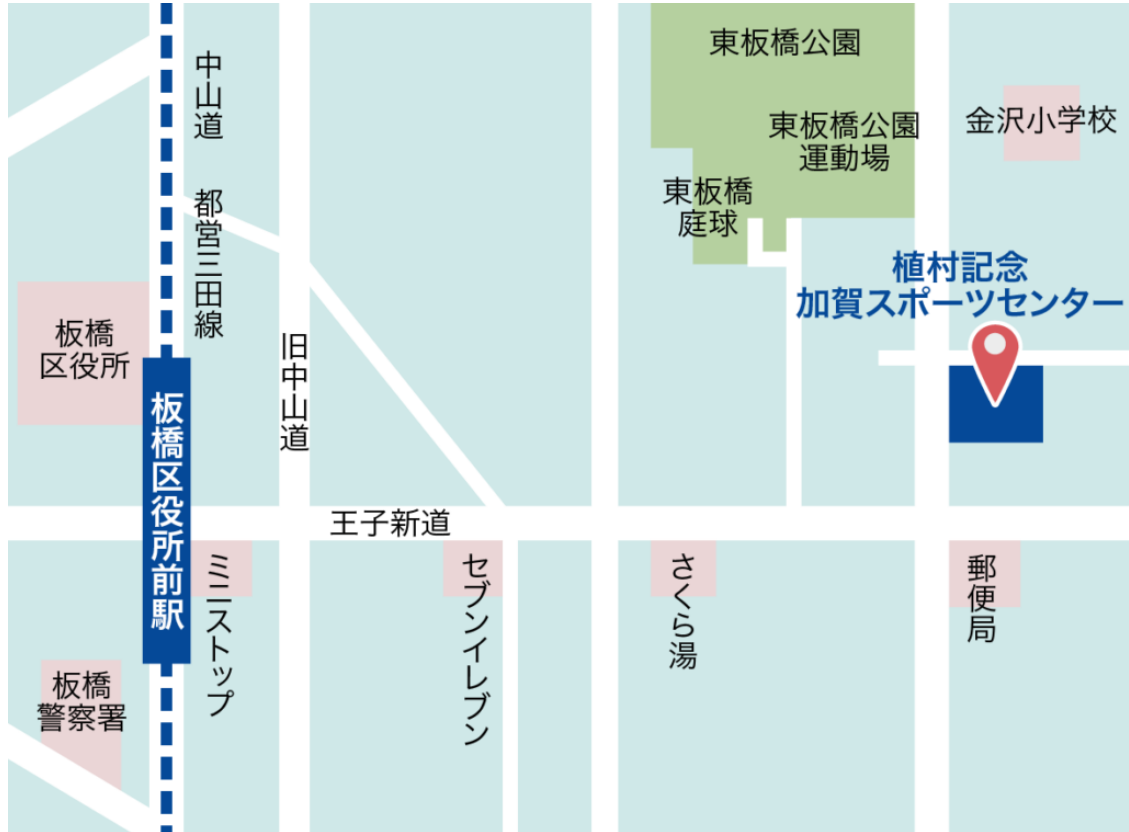 中山道
都営三田線
旧中山道
東板橋公園
東板橋公園
運動場
東板橋
庭球
金沢小学校
植村記念
加賀スポーツセンター
板橋
区役所
板橋区役所前駅
王子新道
ミニストップ
セブンイレブン
さくら湯
郵便局
板橋
警察署